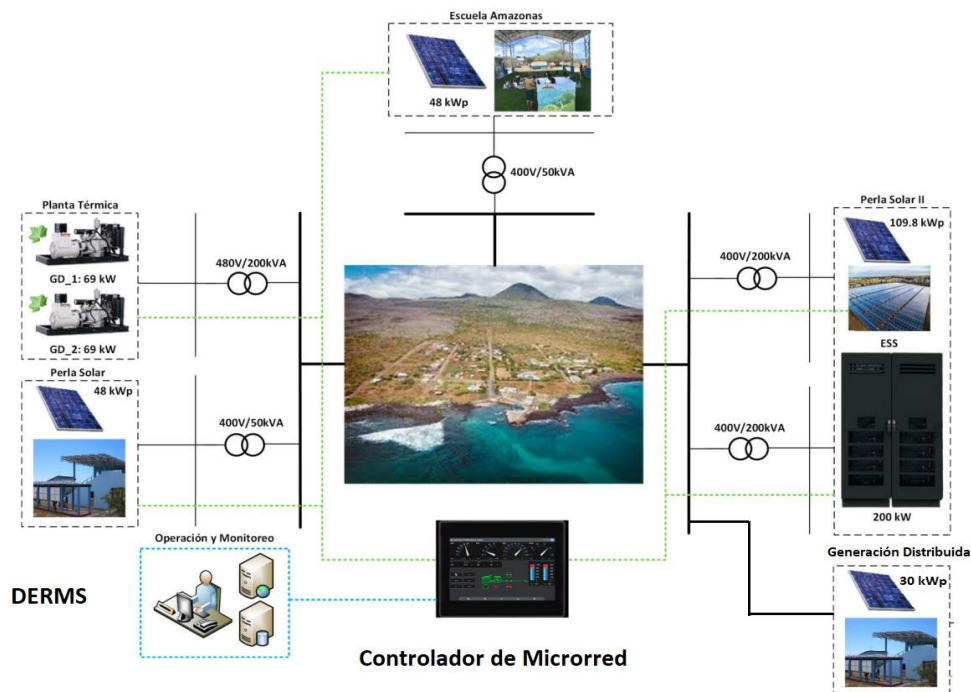 Escuela Amazonas
48 kWp
400V/50kVA
Planta Térmica
GD_1: 69 kW
GD_2: 69 kW
480V/200kVA
Perla Solar
48 kWp
400V/50kVA
Perla Solar II
109.8 kWp
400V/200kVA
ESS
400V/200kVA
200 kW
Generación Distribuida
30 kWp
Operación y Monitoreo
DERMS
Controlador de Microrred